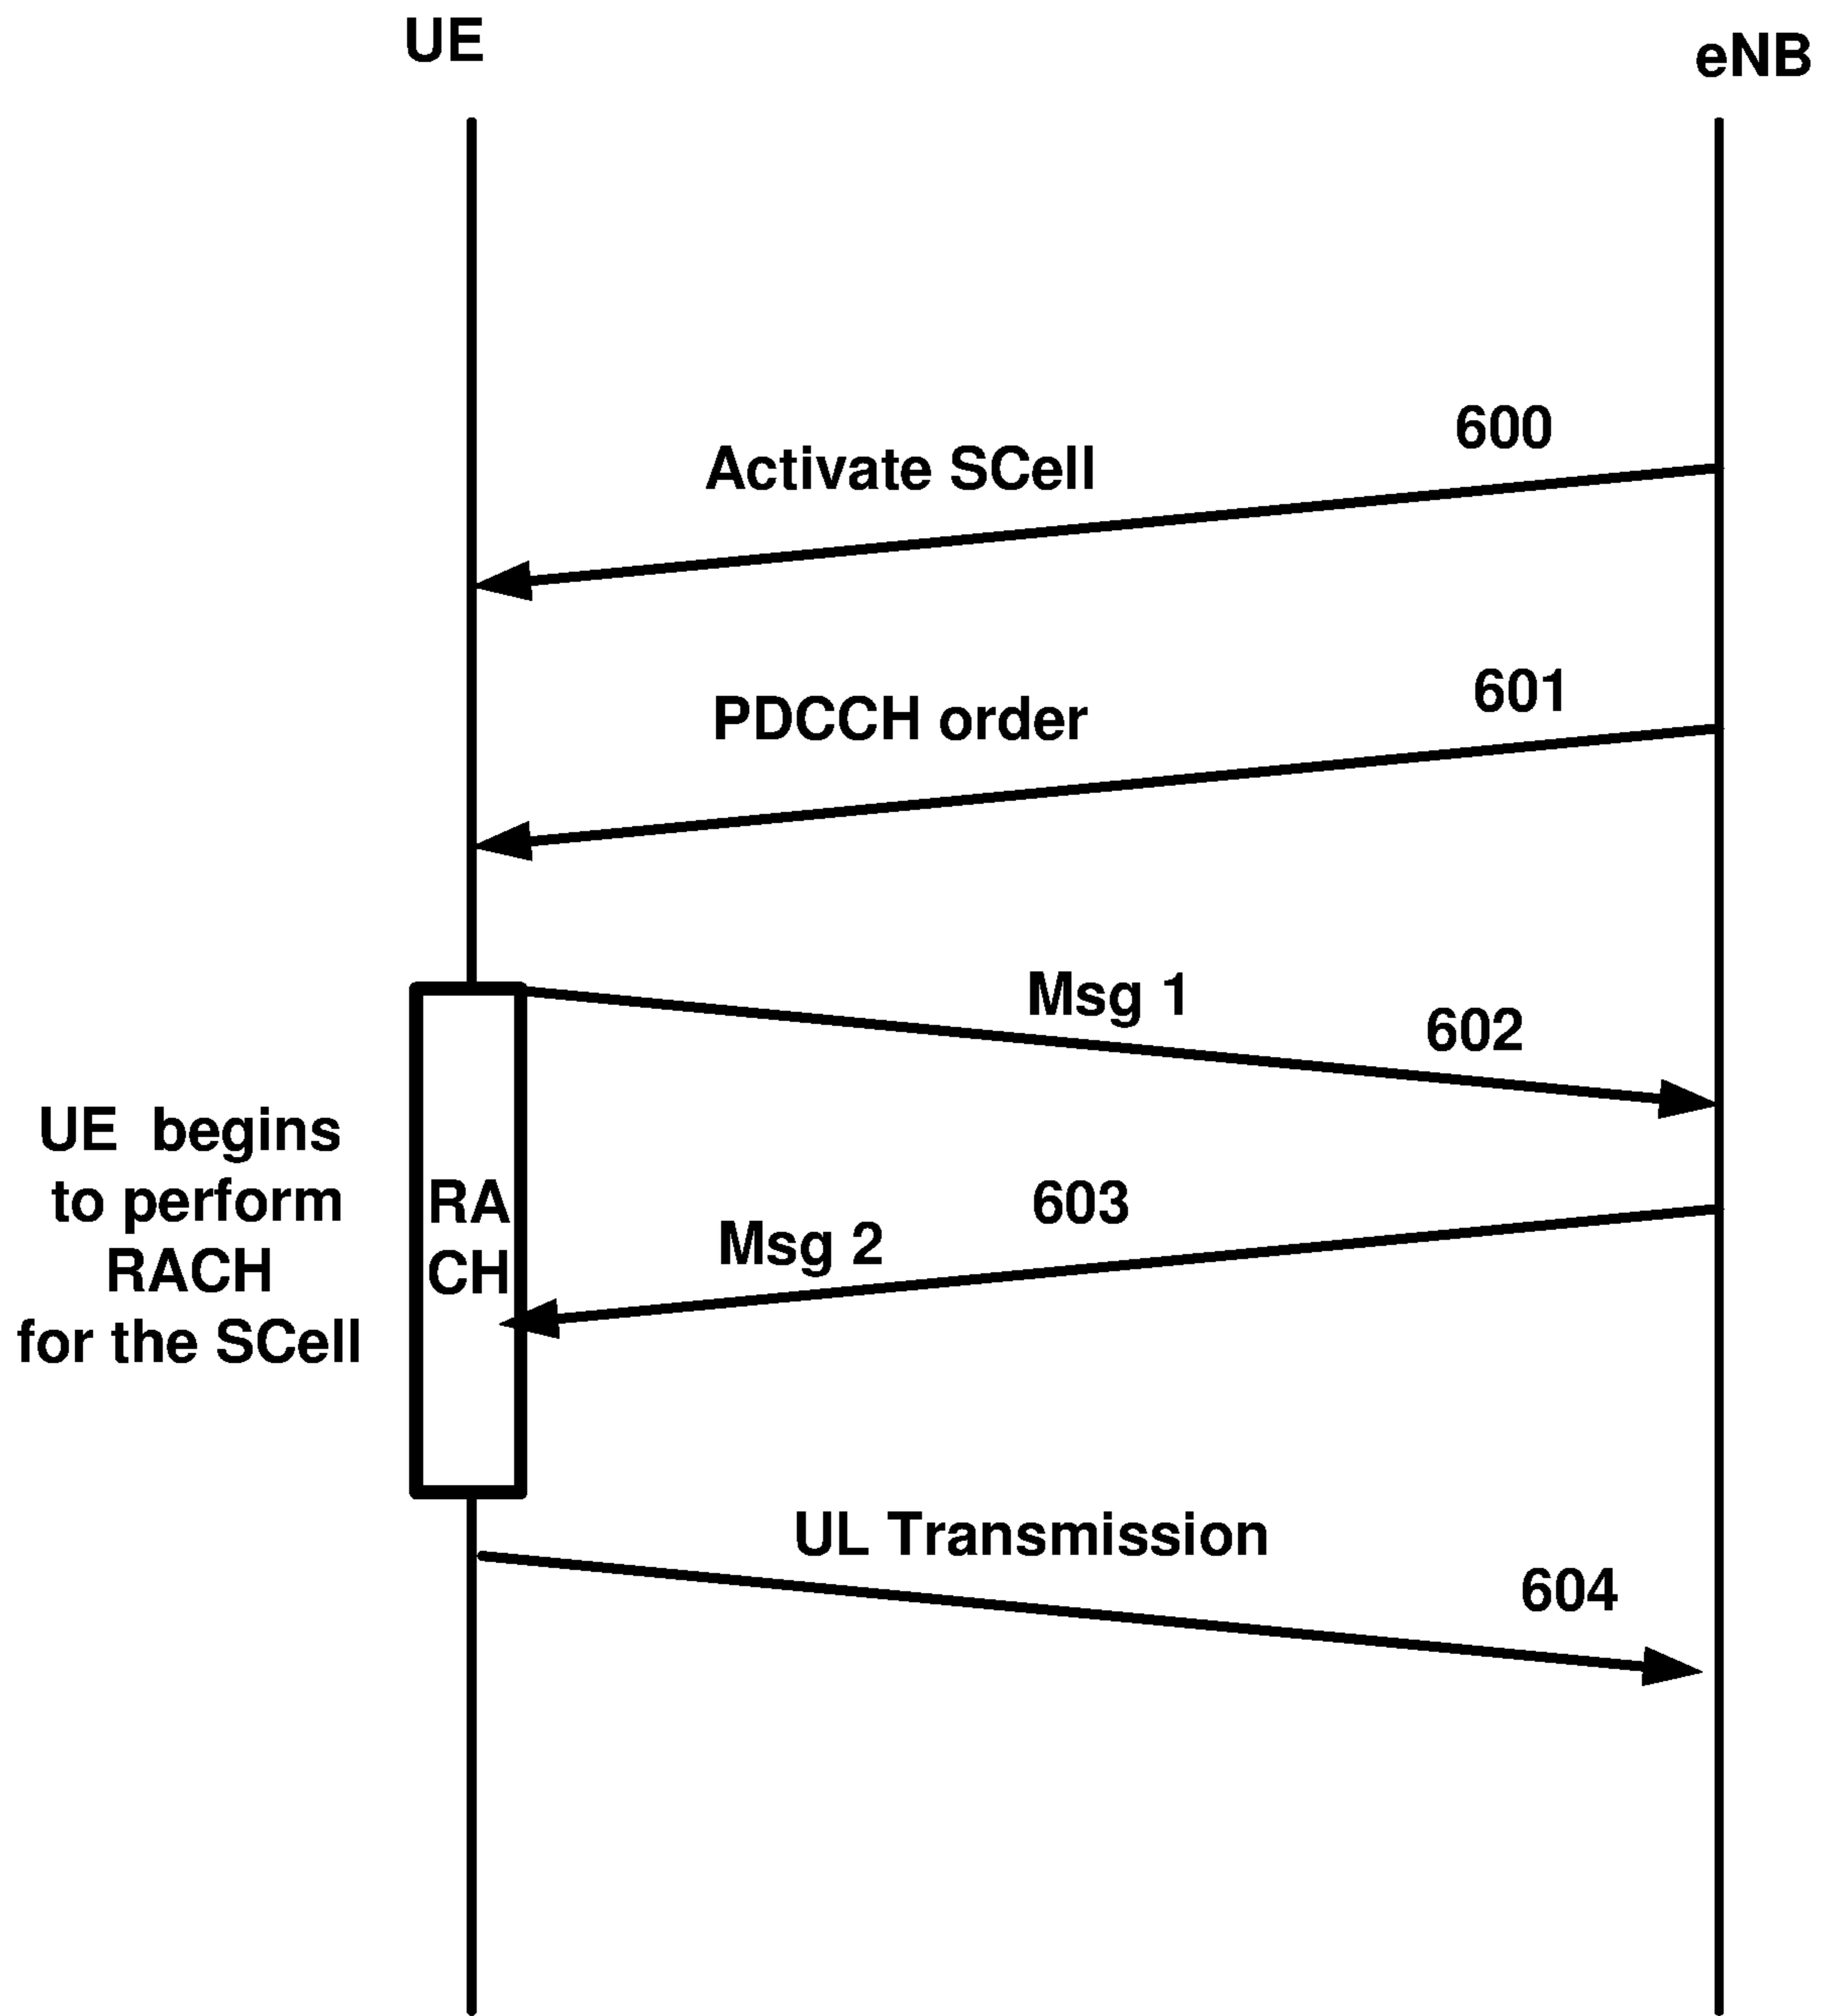 UE
eNB
600
Activate SCell
601
PDCCH order
Msg 1
602
UE begins
to perform
RACH
for the SCell
RA
CH
603
Msg 2
UL Transmission
604